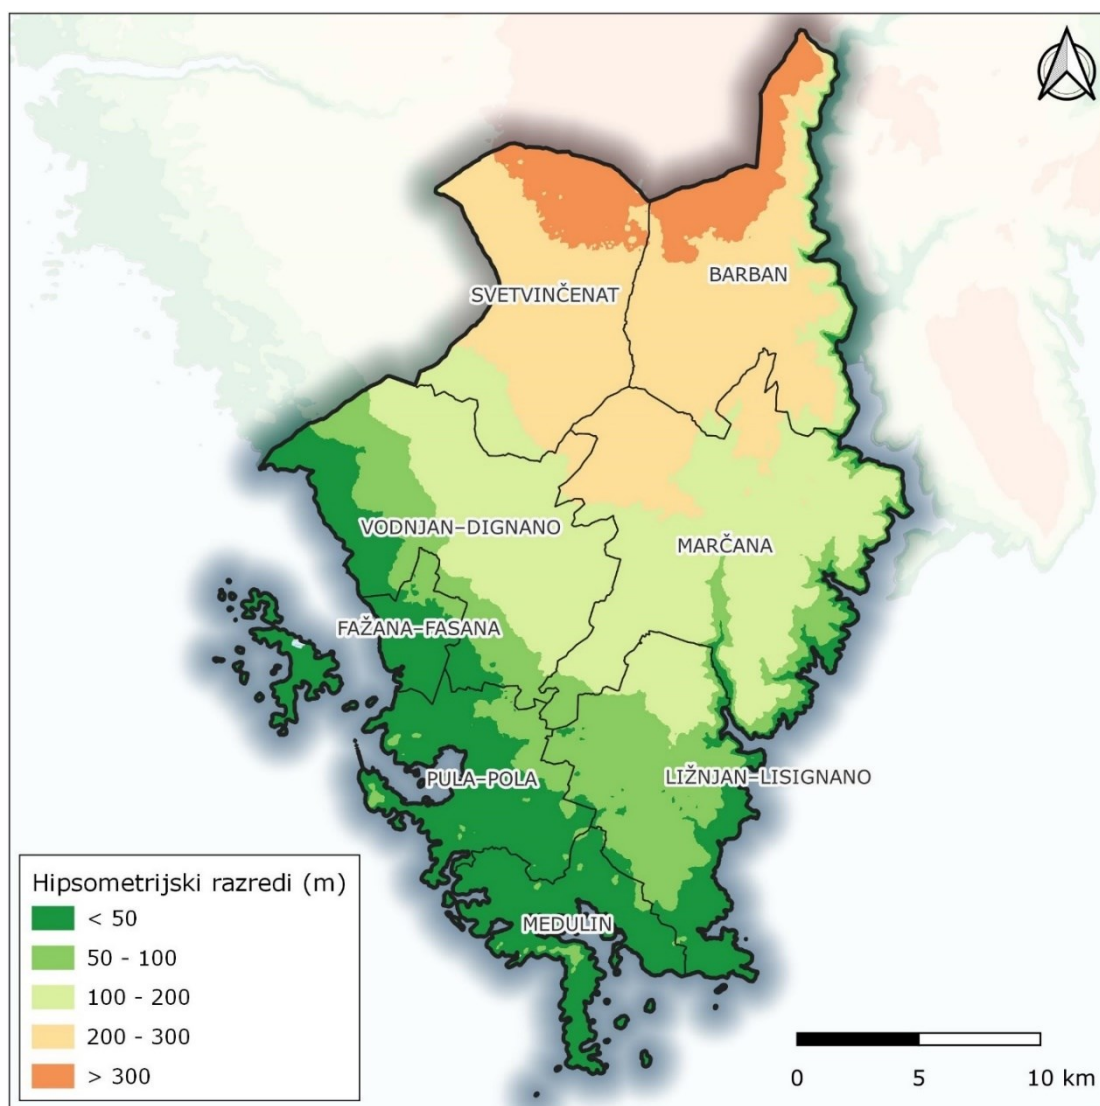 BARBAN
SVETVINČENAT
VODNJAN–DIGNANO
MARČANA
FAŽANA–FASANA
PULA–POLA
LIŽNJAN–LISIGNANO
MEDULIN
Hipsometrijski razredi (m)
< 50
50 - 100
100 - 200
200 - 300
> 300
0 5 10 km